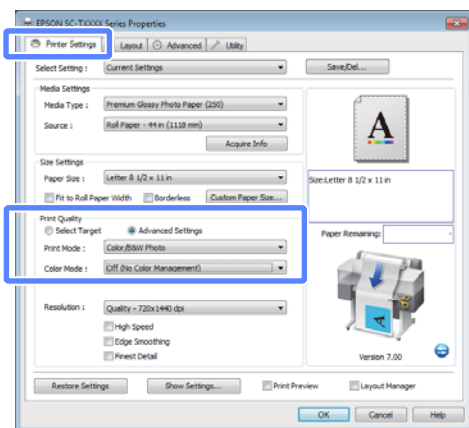 EPSON SC-TXXXX Series Properties
Printer Settings Layout Advanced Utility
Select Setting : Current Settings Save/Del...
Media Settings
Media Type : Premium Glossy Photo Paper (250)
Source : Roll Paper - 44 in (1118 mm)
Acquire Info
A
Size Settings
Paper Size : Letter 8 1/2 x 11 in
Size:Letter 8 1/2 x 11 in
Fit to Roll Paper Width Borderless Custom Paper Size...
Print Quality
Select Target Advanced Settings
Paper Remaining: -
Print Mode : Color/B&W Photo
Color Mode : Off (No Color Management)
Resolution : Quality - 720x1440 dpi
High Speed
Edge Smoothing
Finest Detail
A
Version 7.00
Restore Settings Show Settings... Print Preview Layout Manager
OK Cancel Help